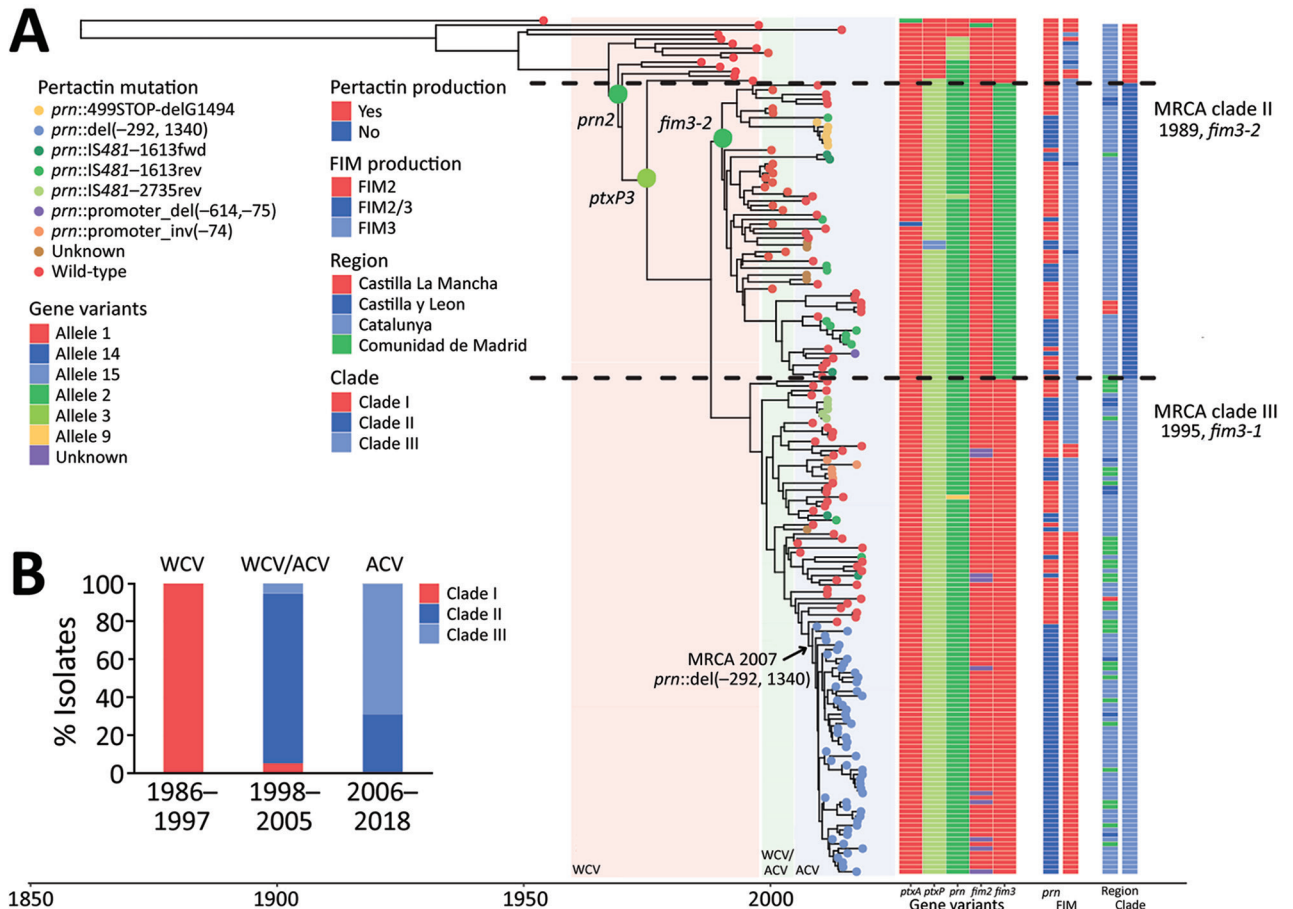 A
Pertactin mutation
prn::499STOP-delG1494
prn::del(−292, 1340)
prn::IS481−1613fwd
prn::IS481−1613rev
prn::IS481−2735rev
prn::promoter_del(−614,−75)
prn::promoter_inv(−74)
Unknown
Wild-type
Gene variants
Allele 1
Allele 14
Allele 15
Allele 2
Allele 3
Allele 9
Unknown
Pertactin production
Yes
No
FIM production
FIM2
FIM2/3
FIM3
Region
Castilla La Mancha
Castilla y Leon
Catalunya
Comunidad de Madrid
Clade
Clade I
Clade II
Clade III
prn2
fim3-2
ptxP3
MRCA clade II
1989, fim3-2
MRCA clade III
1995, fim3-1
MRCA 2007
prn::del(−292, 1340)
WCV
WCV/
ACV
ACV
1850
1900
1950
2000
ptxA ptxP prn fim2 fim3
Gene variants
prn
FIM
Region
Clade
B
WCV
WCV/ACV
ACV
% Isolates
100
80
60
40
20
0
1986–
1997
1998–
2005
2006–
2018
Clade I
Clade II
Clade III